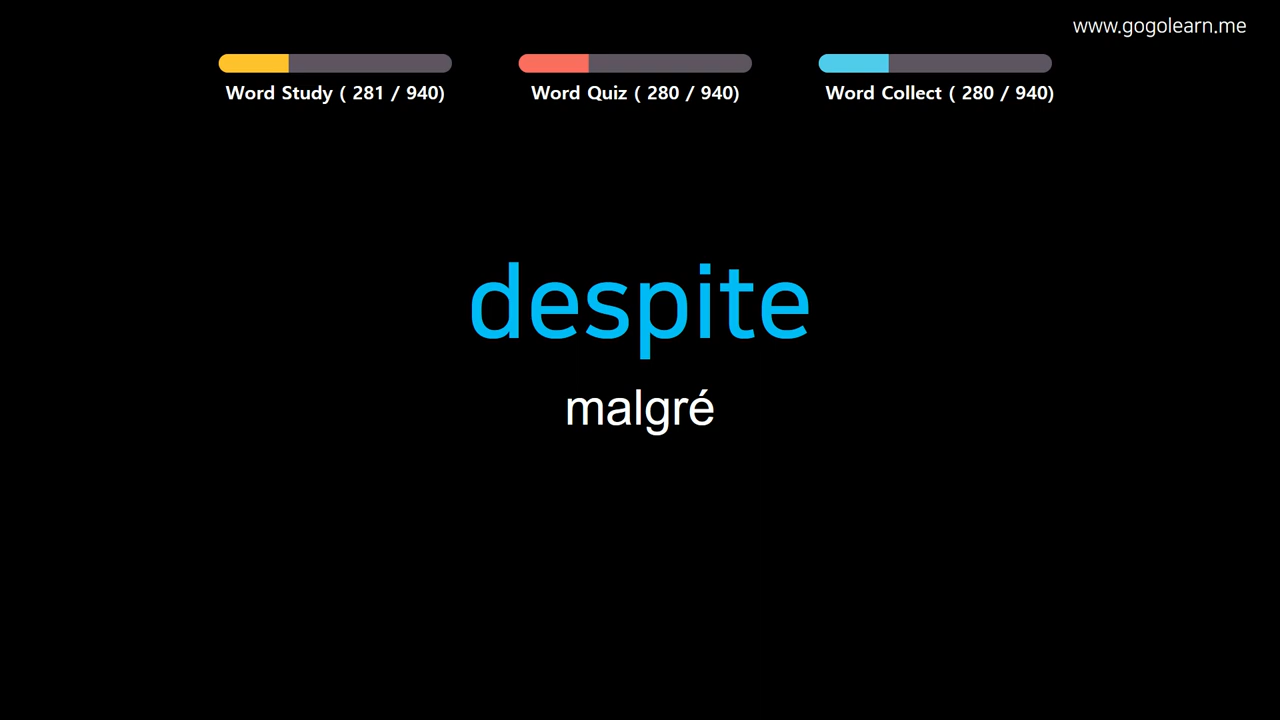 www.gogolearn.me
Word Study ( 281 / 940)
Word Quiz ( 280 / 940)
Word Collect ( 280 / 940)
despite
malgré